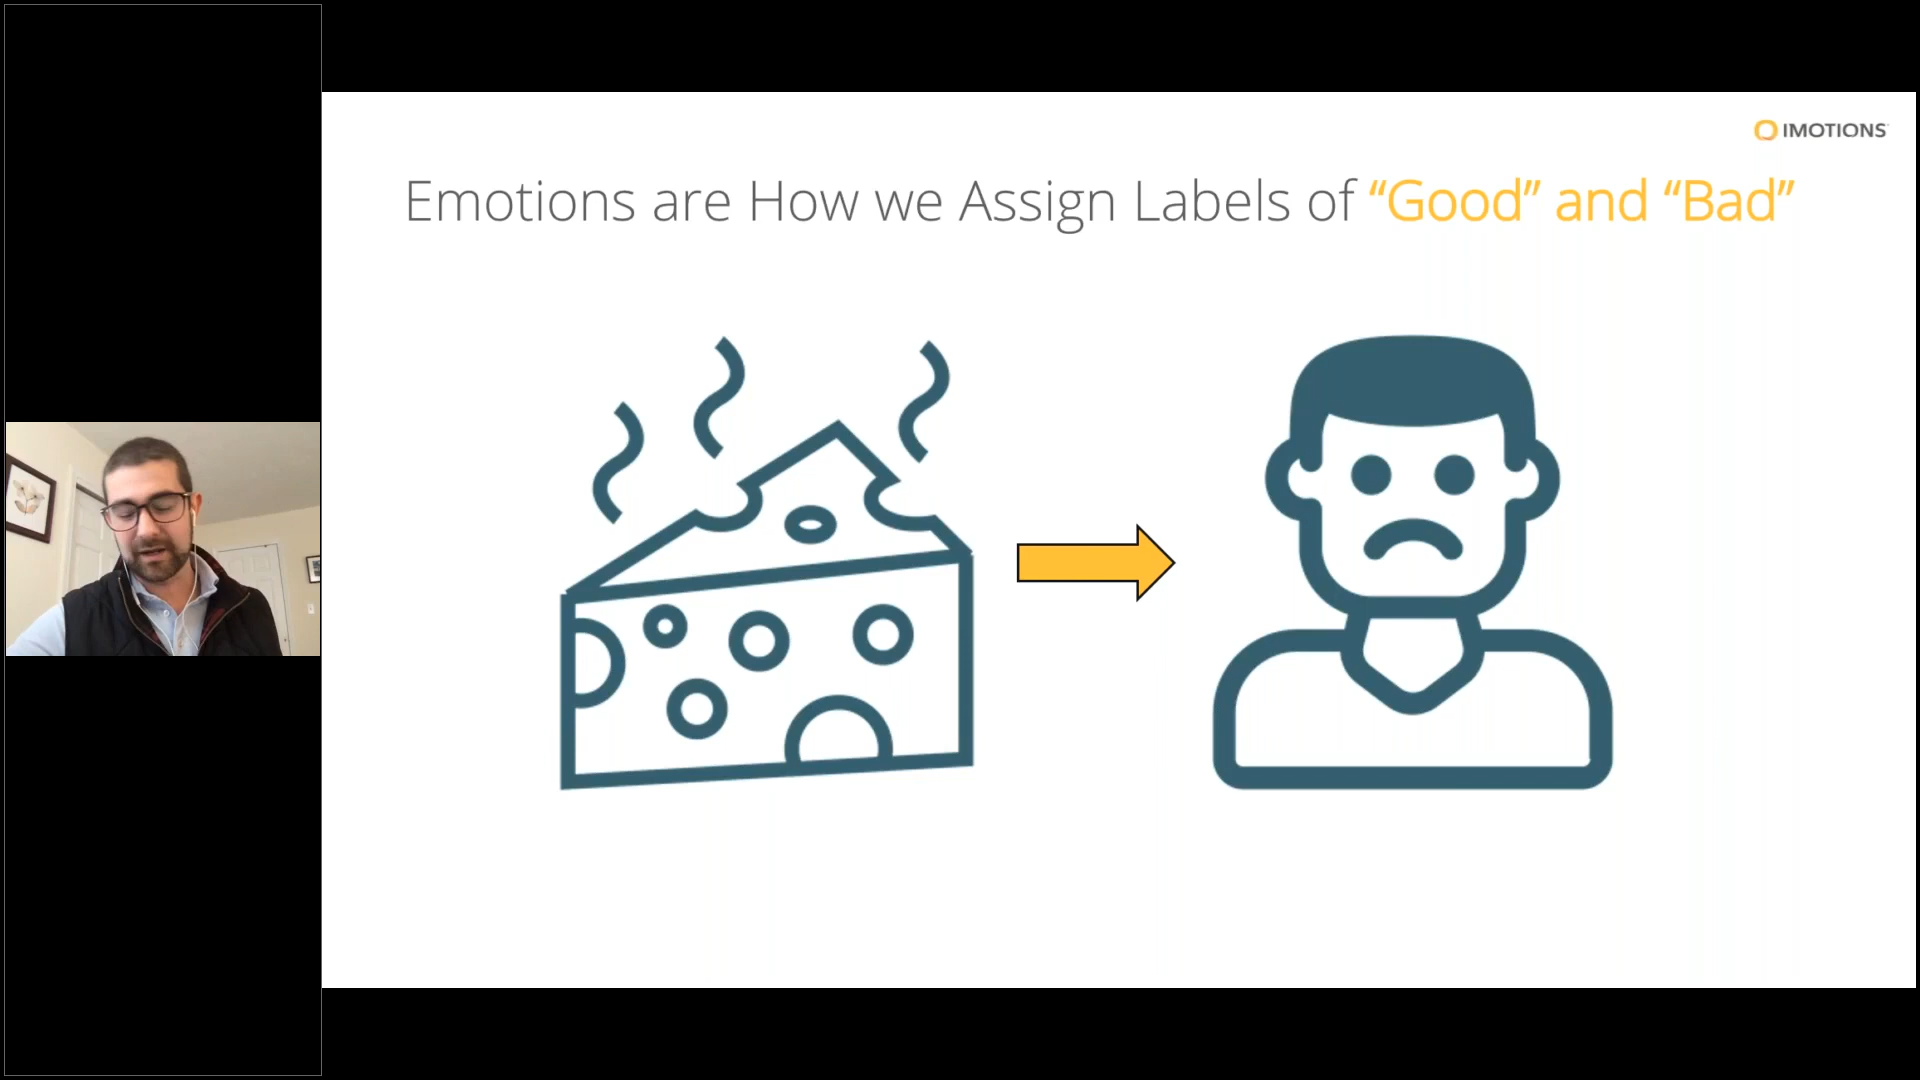 IMOTIONS
Emotions are How we Assign Labels of “Good” and “Bad”